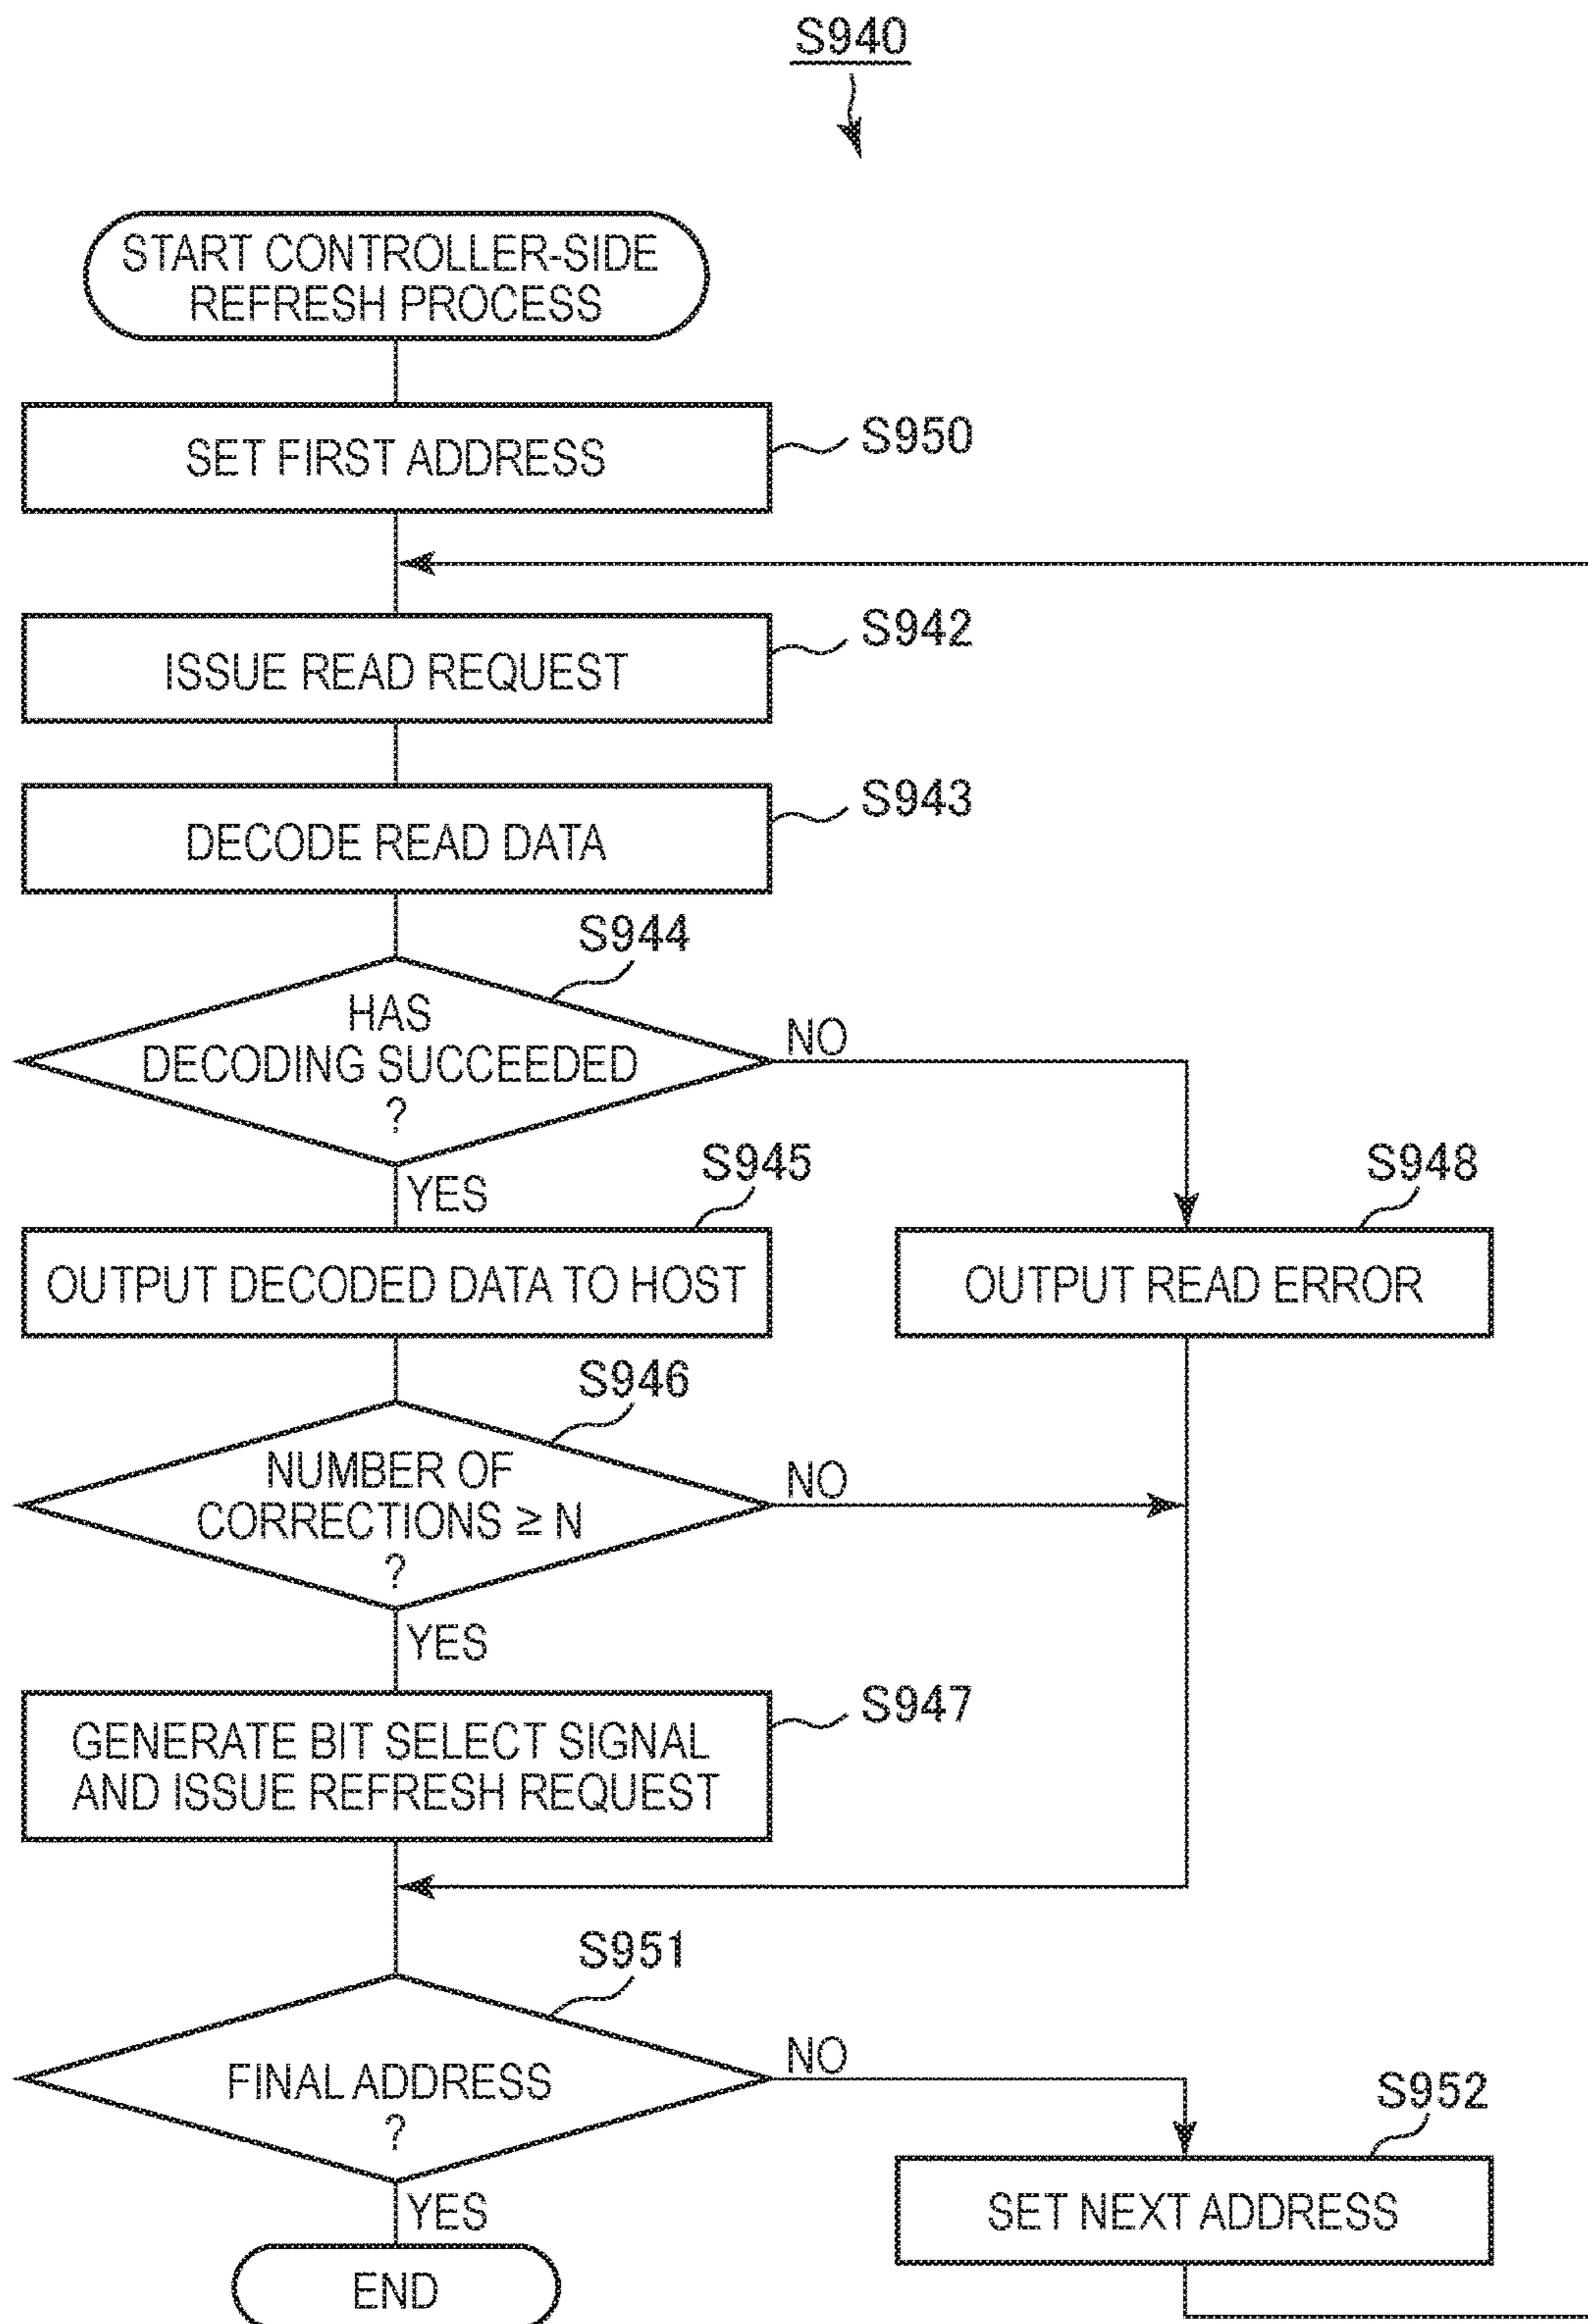 S940
START CONTROLLER-SIDE
REFRESH PROCESS
SET FIRST ADDRESS
S950
ISSUE READ REQUEST
S942
DECODE READ DATA
S943
S944
HAS
DECODING SUCCEEDED
?
NO
YES
S945
OUTPUT DECODED DATA TO HOST
S948
OUTPUT READ ERROR
S946
NUMBER OF
CORRECTIONS ≥ N
?
NO
YES
GENERATE BIT SELECT SIGNAL
AND ISSUE REFRESH REQUEST
S947
S951
FINAL ADDRESS
?
NO
YES
S952
SET NEXT ADDRESS
END